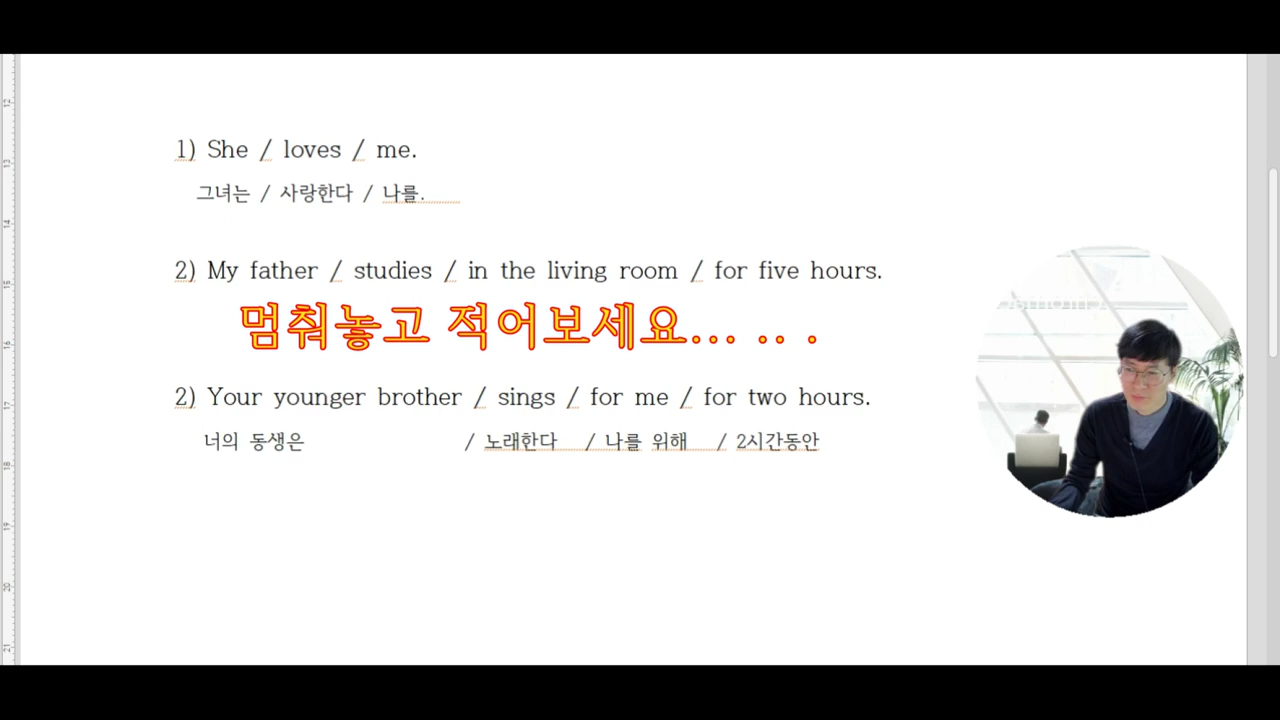 1) She / loves / me.
그녀는 / 사랑한다 / 나를.
2) My father / studies / in the living room / for five hours.
멈춰놓고 적어보세요... .. .
2) Your younger brother / sings / for me / for two hours.
너의 동생은 / 노래한다 / 나를 위해 / 2시간동안